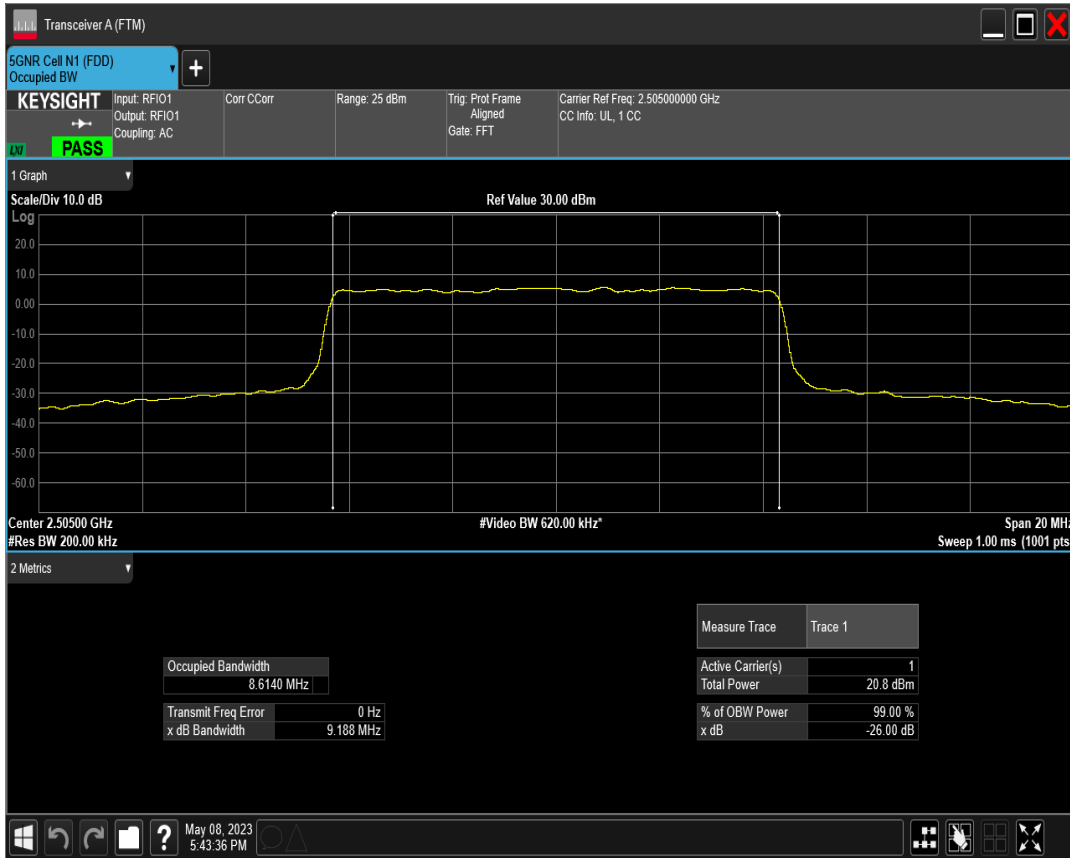 Transceiver A (FTM)
5GNR Cell N1 (FDD)
Occupied BW
+
KEYSIGHT
LXI
PASS
Input: RFIO1
Output: RFIO1
Coupling: AC
Corr CCorr
Range: 25 dBm
Trig: Prot Frame
Aligned
Gate: FFT
Carrier Ref Freq: 2.505000000 GHz
CC Info: UL, 1 CC
1 Graph
Scale/Div 10.0 dB
Ref Value 30.00 dBm
Log
20.0
10.0
0.00
-10.0
-20.0
-30.0
-40.0
-50.0
-60.0
Center 2.50500 GHz
#Video BW 620.00 kHz*
Span 20 MHz
#Res BW 200.00 kHz
Sweep 1.00 ms (1001 pts
2 Metrics
Measure Trace Trace 1
Occupied Bandwidth
8.6140 MHz
Active Carrier(s) 1
Total Power 20.8 dBm
Transmit Freq Error 0 Hz
x dB Bandwidth 9.188 MHz
% of OBW Power 99.00 %
x dB -26.00 dB
?
May 08, 2023
5:43:36 PM